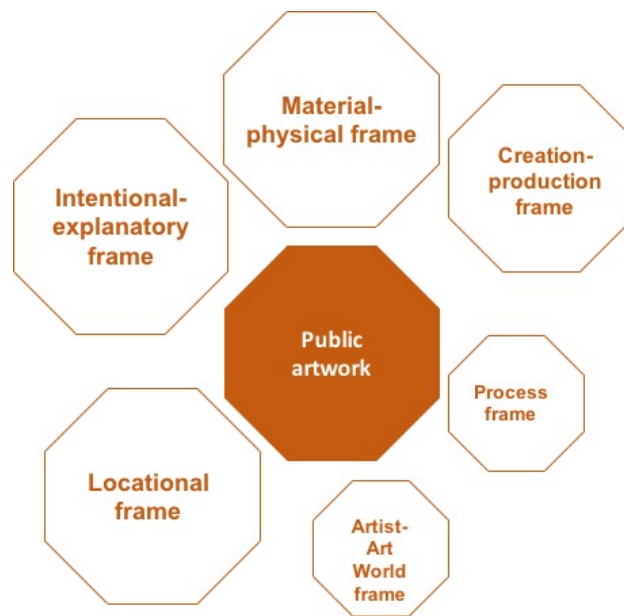 Material-
physical frame
Creation-
production
frame
Intentional-
explanatory
frame
Public
artwork
Process
frame
Locational
frame
Artist-
Art
World
frame